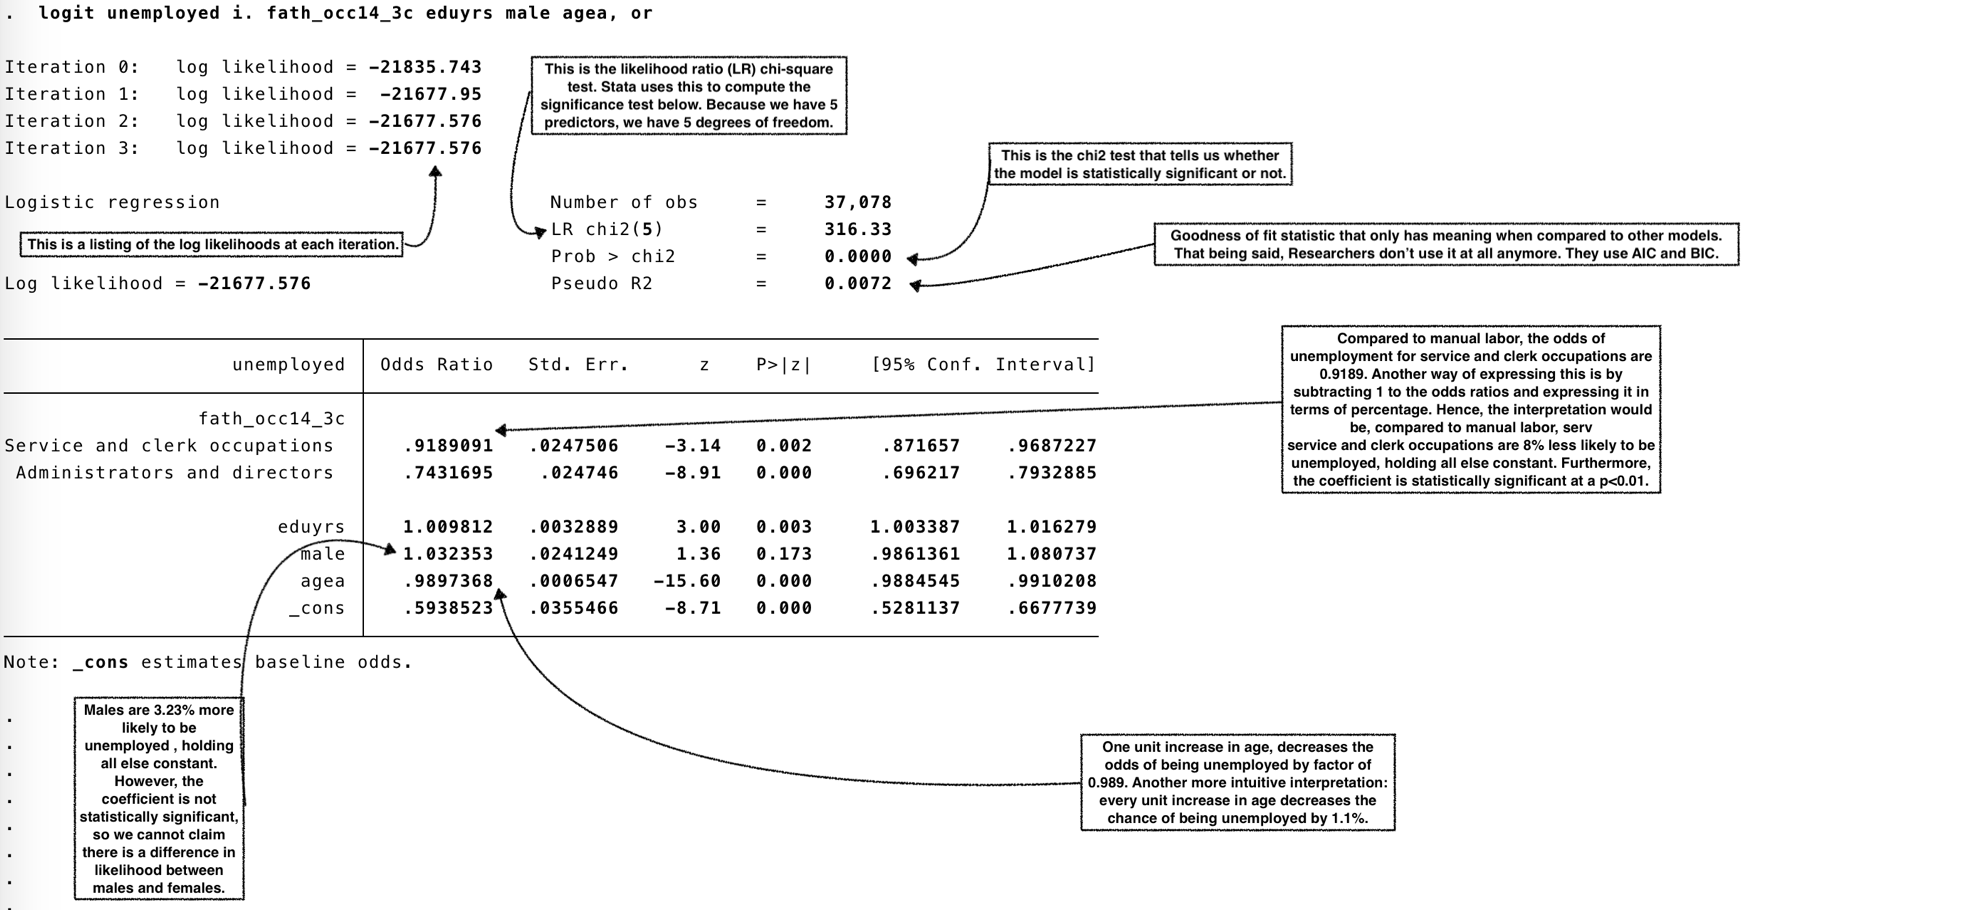 .  logit unemployed i. fath_occ14_3c eduyrs male agea, or
Iteration 0:   log likelihood = -21835.743
Iteration 1:   log likelihood =  -21677.95
Iteration 2:   log likelihood = -21677.576
Iteration 3:   log likelihood = -21677.576
This is the likelihood ratio (LR) chi-square
test. Stata uses this to compute the
significance test below. Because we have 5
predictors, we have 5 degrees of freedom.
This is the chi2 test that tells us whether
the model is statistically significant or not.
Logistic regression    Number of obs    =    37,078
LR chi2(5)    =    316.33
Prob > chi2    =    0.0000
Log likelihood = -21677.576    Pseudo R2    =    0.0072
This is a listing of the log likelihoods at each iteration.
Goodness of fit statistic that only has meaning when compared to other models.
That being said, Researchers don't use it at all anymore. They use AIC and BIC.
unemployed    Odds Ratio   Std. Err.      z    P>|z|     [95% Conf. Interval]
fath_occ14_3c
Service and clerk occupations    .9189091   .0247506    -3.14   0.002     .871657    .9687227
Administrators and directors    .7431695    .024746    -8.91   0.000     .696217    .7932885
eduyrs    1.009812   .0032889     3.00   0.003    1.003387    1.016279
male    1.032353   .0241249     1.36   0.173    .9861361    1.080737
agea    .9897368   .0006547   -15.60   0.000    .9884545    .9910208
_cons    .5938523   .0355466    -8.71   0.000    .5281137    .6677739
Note: _cons estimates baseline odds.
Compared to manual labor, the odds of
unemployment for service and clerk occupations are
0.9189. Another way of expressing this is by
subtracting 1 to the odds ratios and expressing it in
terms of percentage. Hence, the interpretation would
be, compared to manual labor, serv
service and clerk occupations are 8% less likely to be
unemployed, holding all else constant. Furthermore,
the coefficient is statistically significant at a p<0.01.
Males are 3.23% more
likely to be
unemployed , holding
all else constant.
However, the
coefficient is not
statistically significant,
so we cannot claim
there is a difference in
likelihood between
males and females.
One unit increase in age, decreases the
odds of being unemployed by factor of
0.989. Another more intuitive interpretation:
every unit increase in age decreases the
chance of being unemployed by 1.1%.
.
.
.
.
.
.
.
.